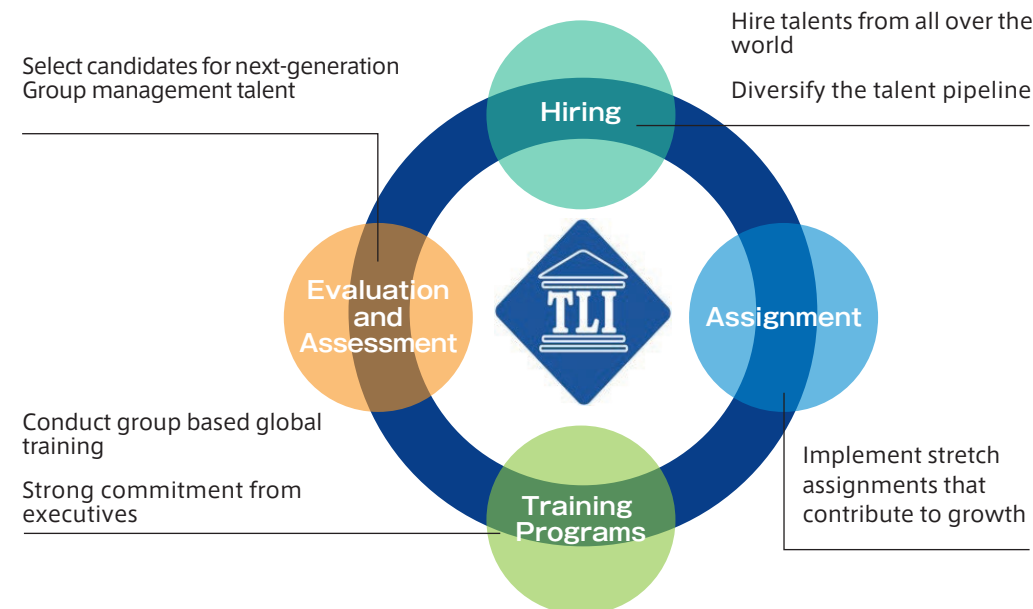 Hire talents from all over the
world
Diversify the talent pipeline
Select candidates for next-generation
Group management talent
Hiring
Evaluation
and
Assessment
TLI
Assignment
Conduct group based global
training
Strong commitment from
executives
Training
Programs
Implement stretch
assignments that
contribute to growth